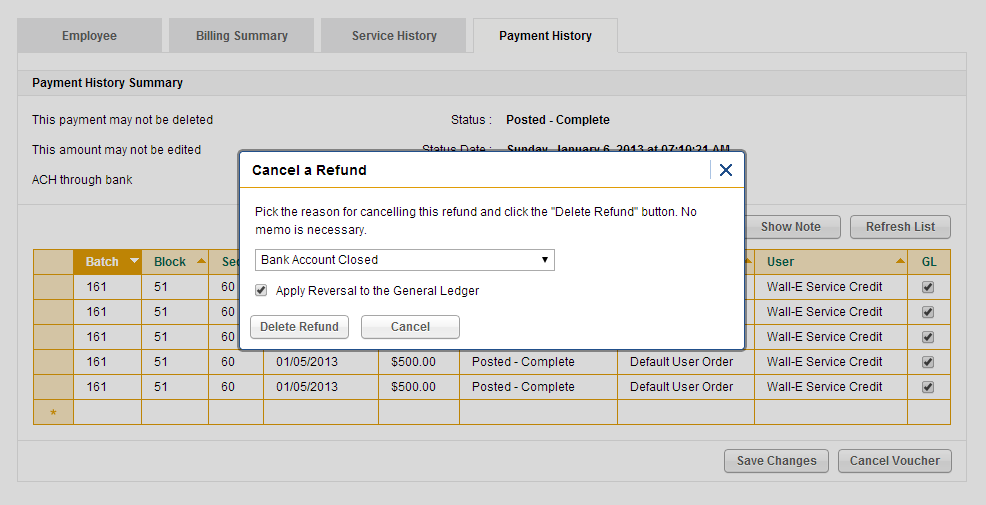 Employee
Billing Summary
Service History
Payment History
Payment History Summary
This payment may not be deleted
Status : Posted - Complete
This amount may not be edited
Status Date : Sunday, January 6, 2013 at 07:10:21 AM
ACH through bank
Cancel a Refund
Pick the reason for cancelling this refund and click the "Delete Refund" button. No
memo is necessary.
Bank Account Closed
Apply Reversal to the General Ledger
Delete Refund
Cancel
Show Note
Refresh List
Batch Block User GL
161 51 60 Wall-E Service Credit
161 51 60 Wall-E Service Credit
161 51 60 Wall-E Service Credit
161 51 60 01/05/2013 $500.00 Posted - Complete Default User Order Wall-E Service Credit
161 51 60 01/05/2013 $500.00 Posted - Complete Default User Order Wall-E Service Credit
*
Save Changes
Cancel Voucher